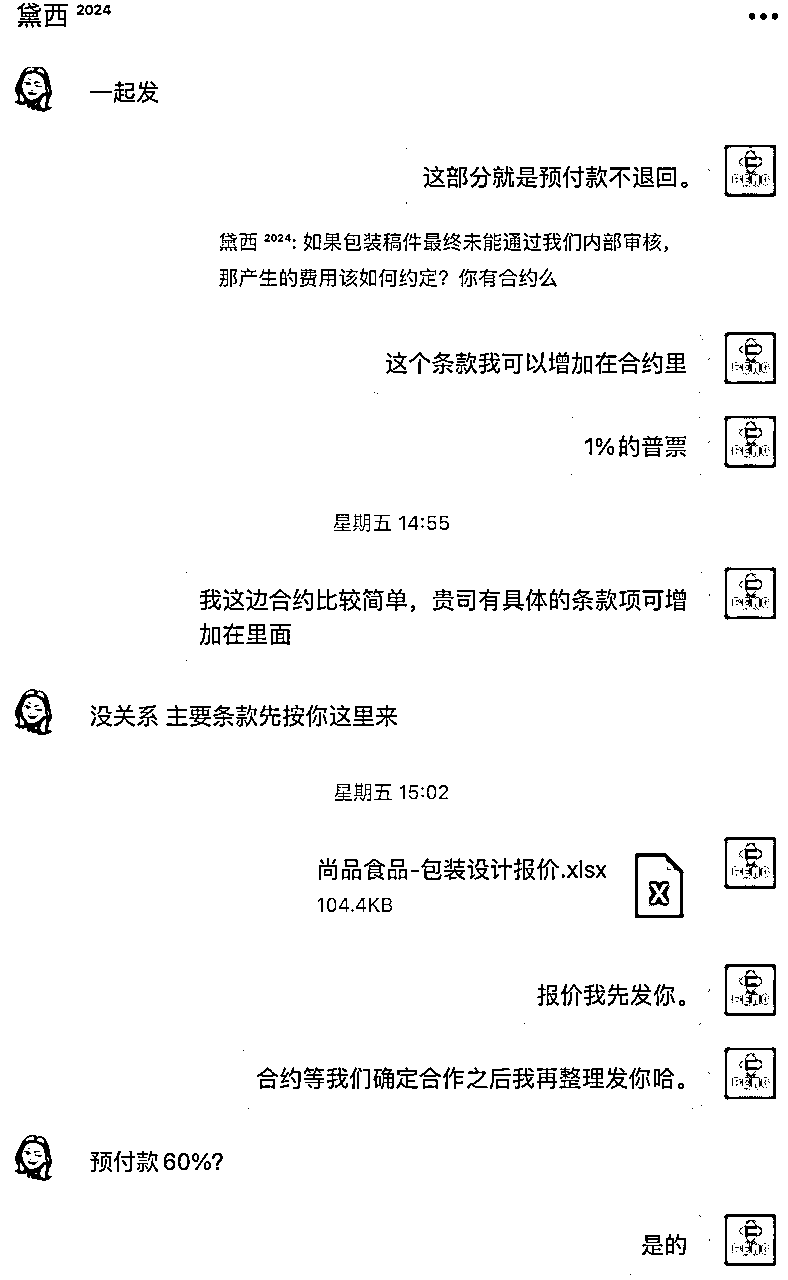 黛西 ²⁰²⁴
一起发
这部分就是预付款不退回。
黛西 ²⁰²⁴: 如果包装稿件最终未能通过我们内部审核，
那产生的费用该如何约定？你有合约么
这个条款我可以增加在合约里
1%的普票
星期五 14:55
我这边合约比较简单，贵司有具体的条款项可增
加在里面
没关系 主要条款先按你这里来
星期五 15:02
尚品食品-包装设计报价.xlsx
104.4KB
X
报价我先发你。
合约等我们确定合作之后我再整理发你哈。
预付款60%?
是的